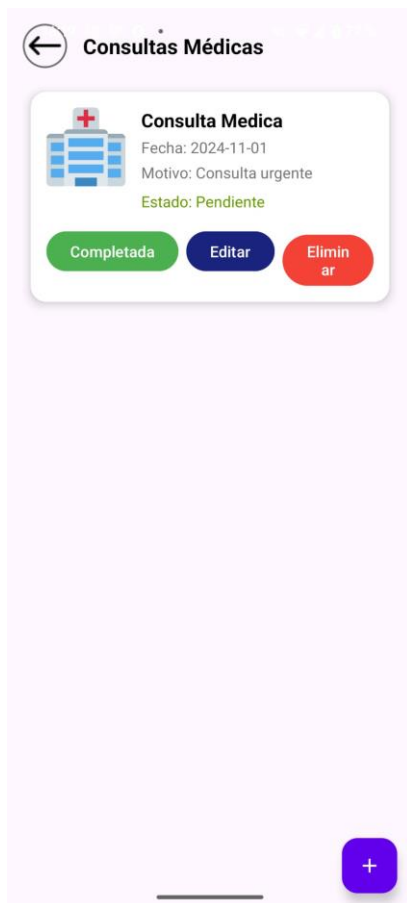 Consultas Médicas
Consulta Medica
Fecha: 2024-11-01
Motivo: Consulta urgente
Estado: Pendiente
Completada
Editar
Elimin
ar
+